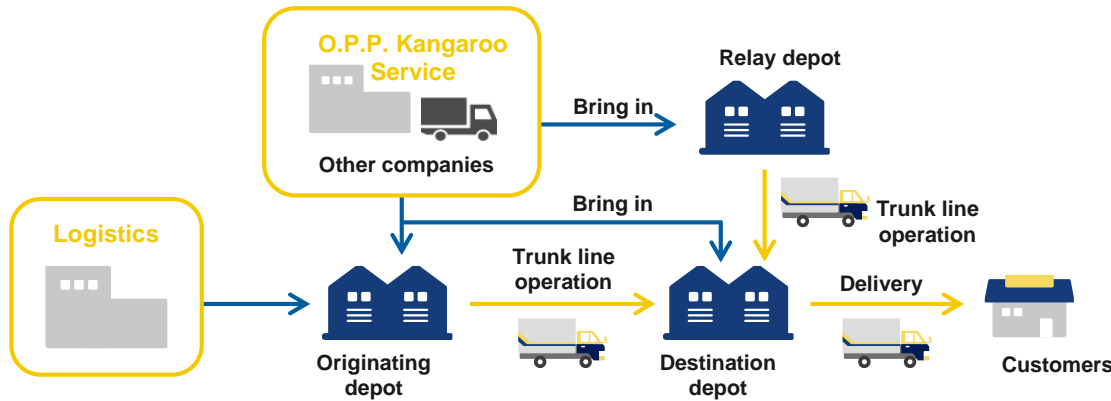 O.P.P. Kangaroo
Service
Other companies
Bring in
Relay depot
Bring in
Trunk line
operation
Logistics
Trunk line
operation
Delivery
Originating
depot
Destination
depot
Customers